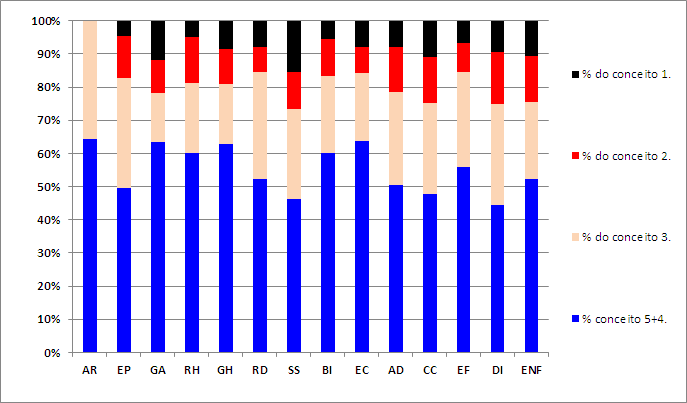 100%
90%
80%
70%
60%
50%
40%
30%
20%
10%
0%
AR EP GA RH GH RD SS BI EC AD CC EF DI ENF
% do conceito 1.
% do conceito 2.
% do conceito 3.
% conceito 5+4.